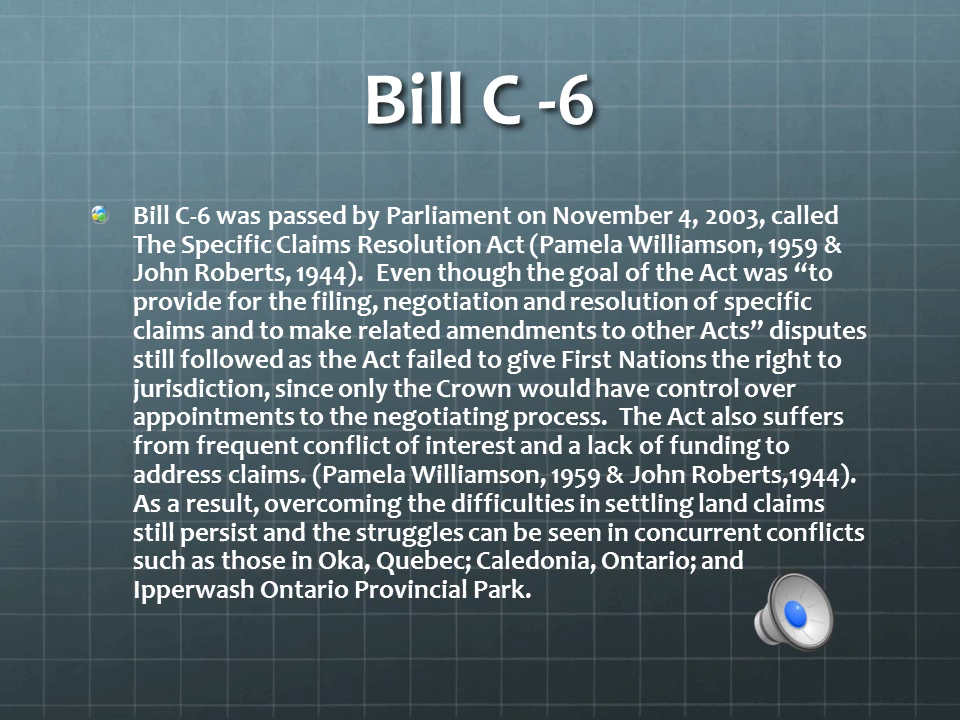 Bill C -6
Bill C-6 was passed by Parliament on November 4, 2003, called
The Specific Claims Resolution Act (Pamela Williamson, 1959 &
John Roberts, 1944).  Even though the goal of the Act was “to
provide for the filing, negotiation and resolution of specific
claims and to make related amendments to other Acts” disputes
still followed as the Act failed to give First Nations the right to
jurisdiction, since only the Crown would have control over
appointments to the negotiating process.  The Act also suffers
from frequent conflict of interest and a lack of funding to
address claims. (Pamela Williamson, 1959 & John Roberts,1944).
As a result, overcoming the difficulties in settling land claims
still persist and the struggles can be seen in concurrent conflicts
such as those in Oka, Quebec; Caledonia, Ontario; and
Ipperwash Ontario Provincial Park.